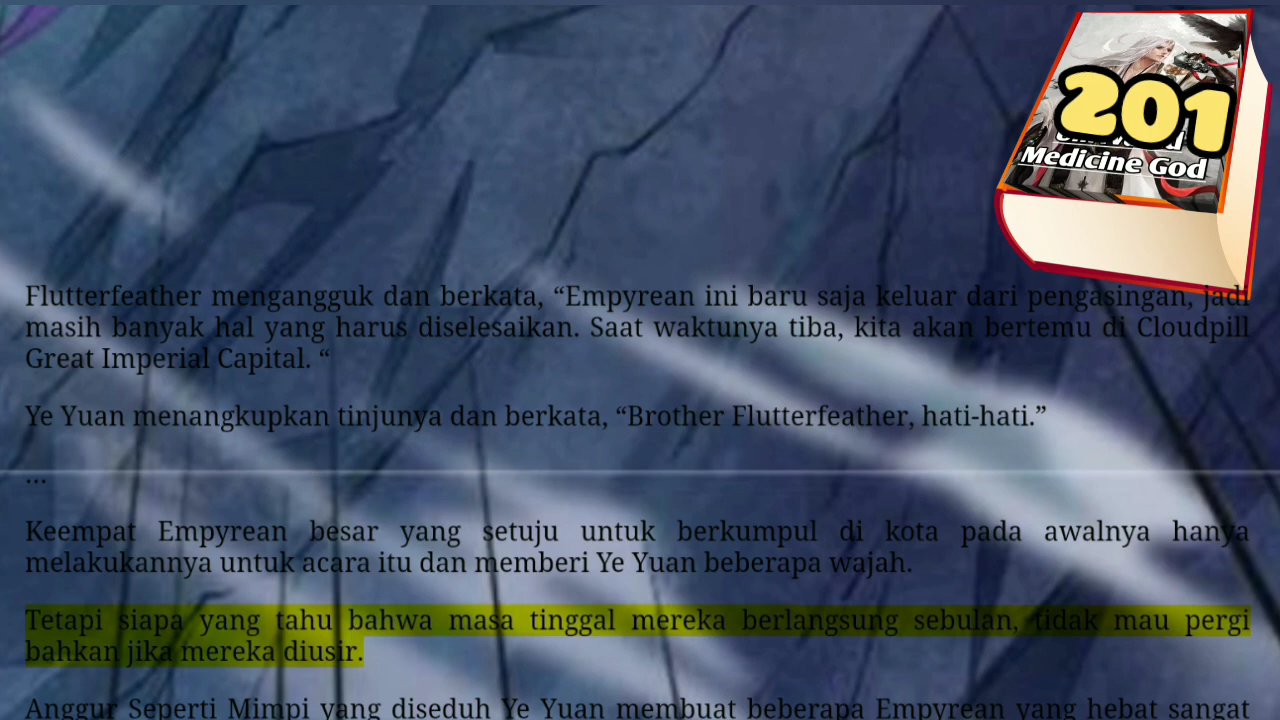 201
Medicine God
Flutterfeather mengangguk dan berkata, “Empyrean ini baru saja keluar dari pengasingan, jadi
masih banyak hal yang harus diselesaikan. Saat waktunya tiba, kita akan bertemu di Cloudpill
Great Imperial Capital. “
Ye Yuan menangkupkan tinjunya dan berkata, “Brother Flutterfeather, hati-hati.”
...
Keempat Empyrean besar yang setuju untuk berkumpul di kota pada awalnya hanya
melakukannya untuk acara itu dan memberi Ye Yuan beberapa wajah.
Tetapi siapa yang tahu bahwa masa tinggal mereka berlangsung sebulan, tidak mau pergi
bahkan jika mereka diusir.
Anggur Seperti Mimpi yang diseduh Ye Yuan membuat beberapa Empyrean yang hebat sangat